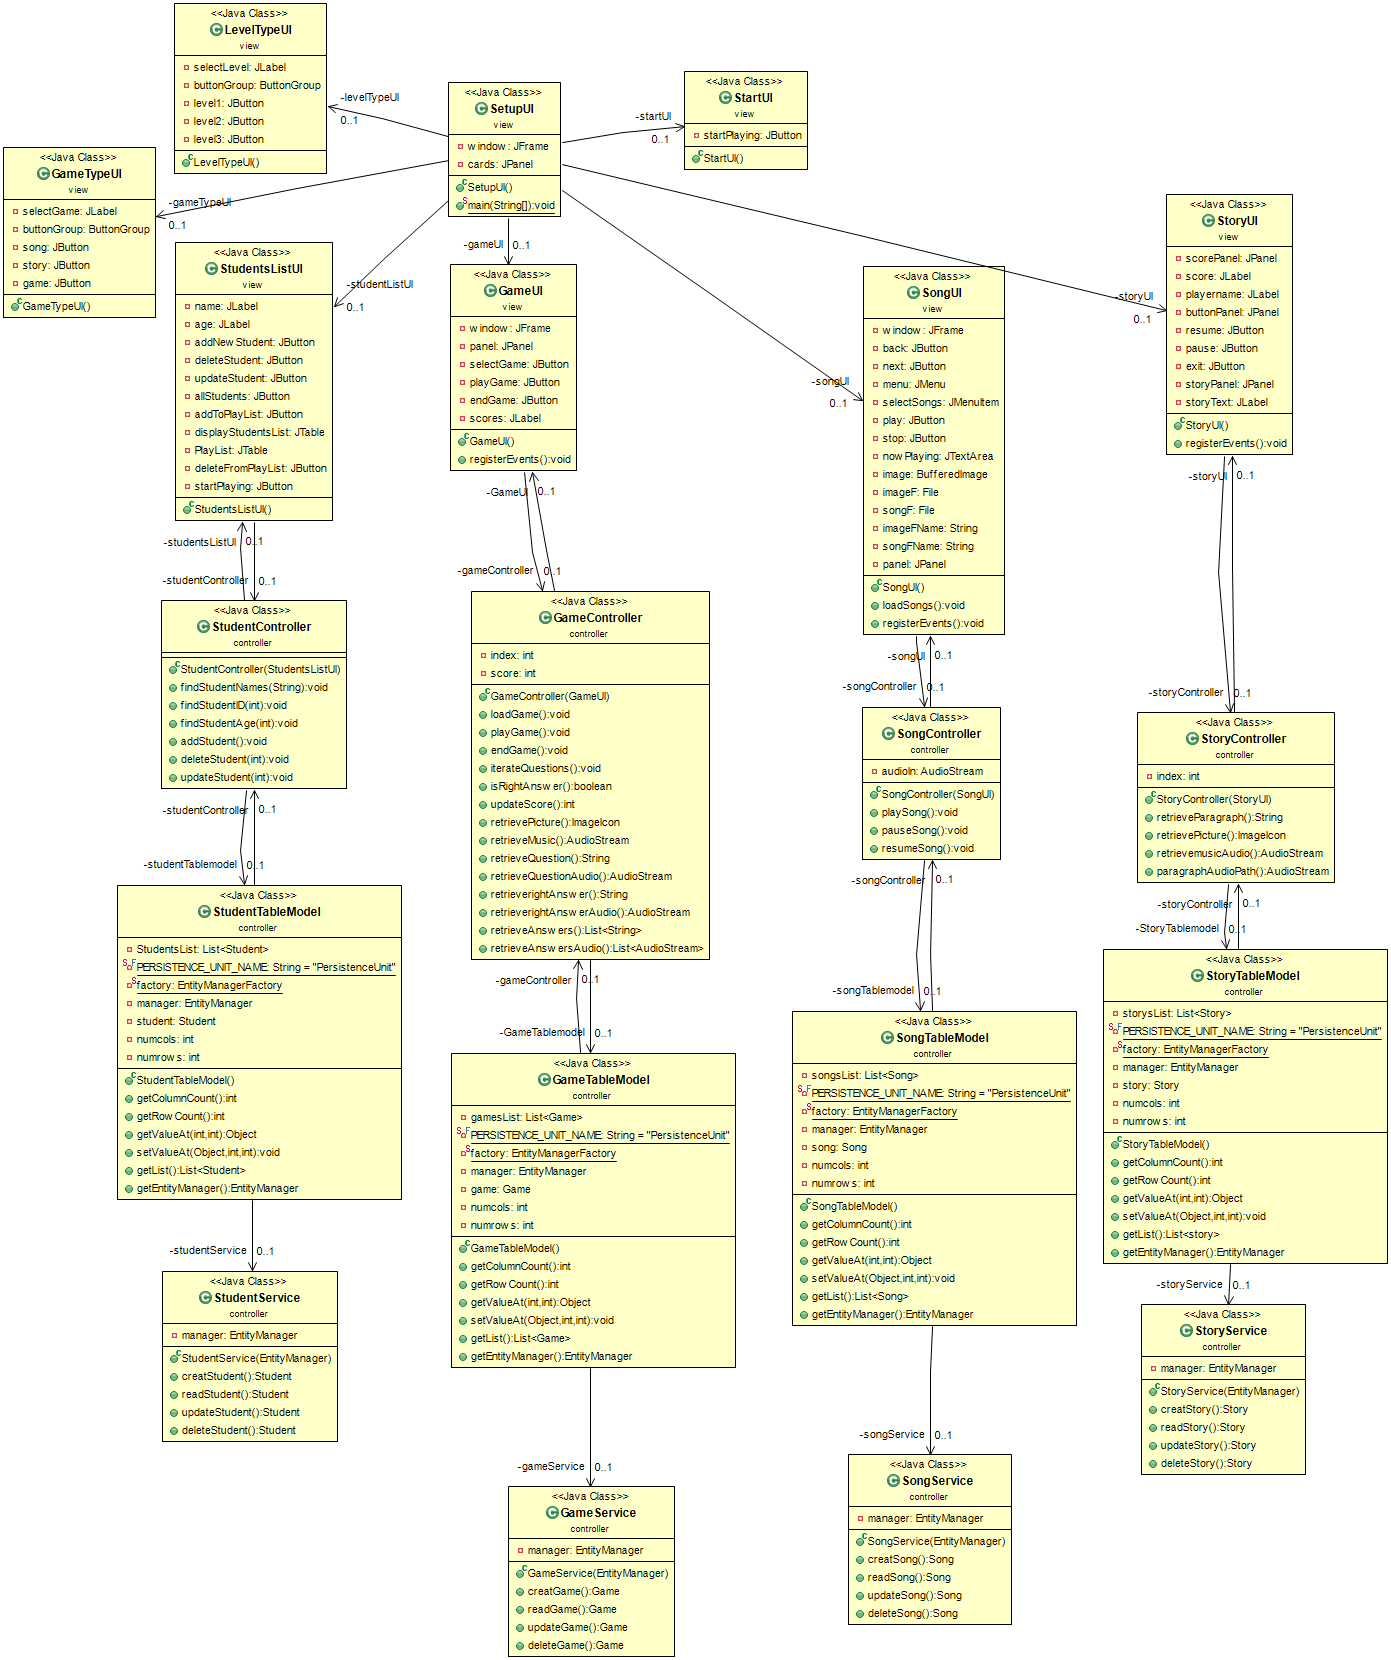 <<Java Class>>
LevelTypeUI
view
selectLevel: JLabel
buttonGroup: ButtonGroup
level1: JButton
level2: JButton
level3: JButton
LevelTypeUI()
<<Java Class>>
SetupUI
view
window: JFrame
cards: JPanel
SetupUI()
main(String[]):void
<<Java Class>>
StartUI
view
startPlaying: JButton
StartUI()
-levelTypeUI
0..1
-startUI
0..1
<<Java Class>>
GameTypeUI
view
selectGame: JLabel
buttonGroup: ButtonGroup
song: JButton
story: JButton
game: JButton
GameTypeUI()
-gameTypeUI
0..1
-gameUI
0..1
-studentListUI
0..1
-songUI
0..1
-storyUI
0..1
<<Java Class>>
StudentsListUI
view
name: JLabel
age: JLabel
addNewStudent: JButton
deleteStudent: JButton
updateStudent: JButton
allStudents: JButton
addToPlayList: JButton
displayStudentsList: JTable
PlayList: JTable
deleteFromPlayList: JButton
startPlaying: JButton
StudentsListUI()
<<Java Class>>
GameUI
view
window: JFrame
panel: JPanel
selectGame: JButton
playGame: JButton
endGame: JButton
scores: JLabel
GameUI()
registerEvents():void
<<Java Class>>
SongUI
view
window: JFrame
back: JButton
next: JButton
menu: JMenu
selectSongs: JMenuItem
play: JButton
stop: JButton
nowPlaying: JTextArea
image: BufferedImage
imageF: File
songF: File
imageFName: String
songFName: String
panel: JPanel
SongUI()
loadSongs():void
registerEvents():void
<<Java Class>>
StoryUI
view
scorePanel: JPanel
score: JLabel
playername: JLabel
buttonPanel: JPanel
resume: JButton
pause: JButton
exit: JButton
storyPanel: JPanel
storyText: JLabel
StoryUI()
registerEvents():void
-studentsListUI
0..1
-studentController
0..1
-GameUI
0..1
-gameController
0..1
-songUI
0..1
-songController
0..1
-storyUI
0..1
-storyController
0..1
<<Java Class>>
StudentController
controller
StudentController(StudentsListUI)
findStudentNames(String):void
findStudentID(int):void
findStudentAge(int):void
addStudent():void
deleteStudent(int):void
updateStudent(int):void
<<Java Class>>
GameController
controller
index: int
score: int
GameController(GameUI)
loadGame():void
playGame():void
endGame():void
iterateQuestions():void
isRightAnswer():boolean
updateScore():int
retrievePicture():ImageIcon
retrieveMusic():AudioStream
retrieveQuestion():String
retrieveQuestionAudio():AudioStream
retrieverightAnswer():String
retrieverightAnswerAudio():AudioStream
retrieveAnswers():List<String>
retrieveAnswersAudio():List<AudioStream>
<<Java Class>>
SongController
controller
audioIn: AudioStream
SongController(SongUI)
playSong():void
pauseSong():void
resumeSong():void
<<Java Class>>
StoryController
controller
index: int
StoryController(StoryUI)
retrieveParagraph():String
retrievePicture():ImageIcon
retrievemusicAudio():AudioStream
paragraphAudioPath():AudioStream
-studentController
0..1
-studentTablemodel
0..1
-gameController
0..1
-GameTablemodel
0..1
-songController
0..1
-songTablemodel
0..1
-storyController
0..1
-StoryTablemodel
0..1
<<Java Class>>
StudentTableModel
controller
StudentsList: List<Student>
PERSISTENCE_UNIT_NAME: String = "PersistenceUnit"
factory: EntityManagerFactory
manager: EntityManager
student: Student
numcols: int
numrows: int
StudentTableModel()
getColumnCount():int
getRowCount():int
getValueAt(int,int):Object
setValueAt(Object,int,int):void
getList():List<Student>
getEntityManager():EntityManager
<<Java Class>>
GameTableModel
controller
gamesList: List<Game>
PERSISTENCE_UNIT_NAME: String = "PersistenceUnit"
factory: EntityManagerFactory
manager: EntityManager
game: Game
numcols: int
numrows: int
GameTableModel()
getColumnCount():int
getRowCount():int
getValueAt(int,int):Object
setValueAt(Object,int,int):void
getList():List<Game>
getEntityManager():EntityManager
<<Java Class>>
SongTableModel
controller
songsList: List<Song>
PERSISTENCE_UNIT_NAME: String = "PersistenceUnit"
factory: EntityManagerFactory
manager: EntityManager
song: Song
numcols: int
numrows: int
SongTableModel()
getColumnCount():int
getRowCount():int
getValueAt(int,int):Object
setValueAt(Object,int,int):void
getList():List<Song>
getEntityManager():EntityManager
<<Java Class>>
StoryTableModel
controller
storysList: List<Story>
PERSISTENCE_UNIT_NAME: String = "PersistenceUnit"
factory: EntityManagerFactory
manager: EntityManager
story: Story
numcols: int
numrows: int
StoryTableModel()
getColumnCount():int
getRowCount():int
getValueAt(int,int):Object
setValueAt(Object,int,int):void
getList():List<story>
getEntityManager():EntityManager
-studentService
0..1
-gameService
0..1
-songService
0..1
-storyService
0..1
<<Java Class>>
StudentService
controller
manager: EntityManager
StudentService(EntityManager)
creatStudent():Student
readStudent():Student
updateStudent():Student
deleteStudent():Student
<<Java Class>>
GameService
controller
manager: EntityManager
GameService(EntityManager)
creatGame():Game
readGame():Game
updateGame():Game
deleteGame():Game
<<Java Class>>
SongService
controller
manager: EntityManager
SongService(EntityManager)
creatSong():Song
readSong():Song
updateSong():Song
deleteSong():Song
<<Java Class>>
StoryService
controller
manager: EntityManager
StoryService(EntityManager)
creatStory():Story
readStory():Story
updateStory():Story
deleteStory():Story